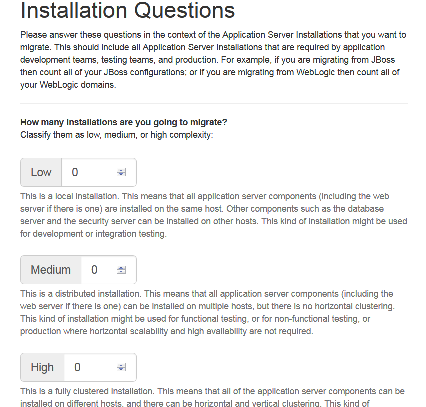 Installation Questions
Please answer these questions in the context of the Application Server Installations that you want to
migrate. This should include all Application Server installations that are required by application
development teams, testing teams, and production. For example, if you are migrating from JBoss
then count all of your JBoss configurations; or if you are migrating from WebLogic then count all of
your WebLogic domains.
How many installations are you going to migrate?
Classify them as low, medium, or high complexity:
Low 0
This is a local installation. This means that all application server components (including the web
server if there is one) are installed on the same host. Other components such as the database
server and the security server can be installed on other hosts. This kind of installation might be used
for development or integration testing.
Medium 0
This is a distributed installation. This means that all application server components (including the
web server if there is one) can be installed on multiple hosts, but there is no horizontal clustering.
This kind of installation might be used for functional testing, or for non-functional testing, or
production where horizontal scalability and high availability are not required.
High 0
This is a fully clustered installation. This means that all of the application server components can be
installed on different hosts, and there can be horizontal and vertical clustering. This kind of